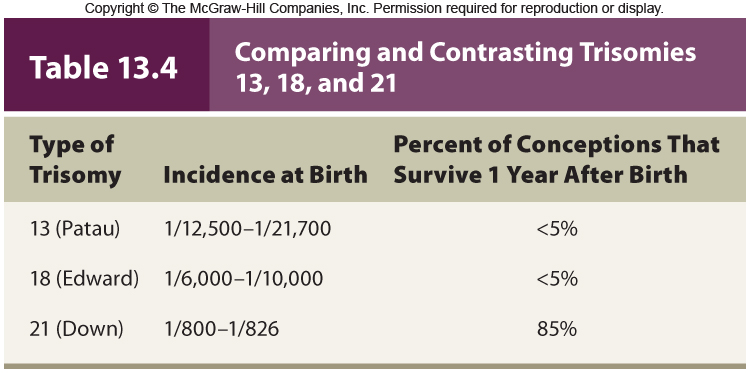 Copyright © The McGraw-Hill Companies, Inc. Permission required for reproduction or display.
Table 13.4
Comparing and Contrasting Trisomies
13, 18, and 21
Type of Trisomy Incidence at Birth Percent of Conceptions That Survive 1 Year After Birth
13 (Patau) 1/12,500–1/21,700 <5%
18 (Edward) 1/6,000–1/10,000 <5%
21 (Down) 1/800–1/826 85%